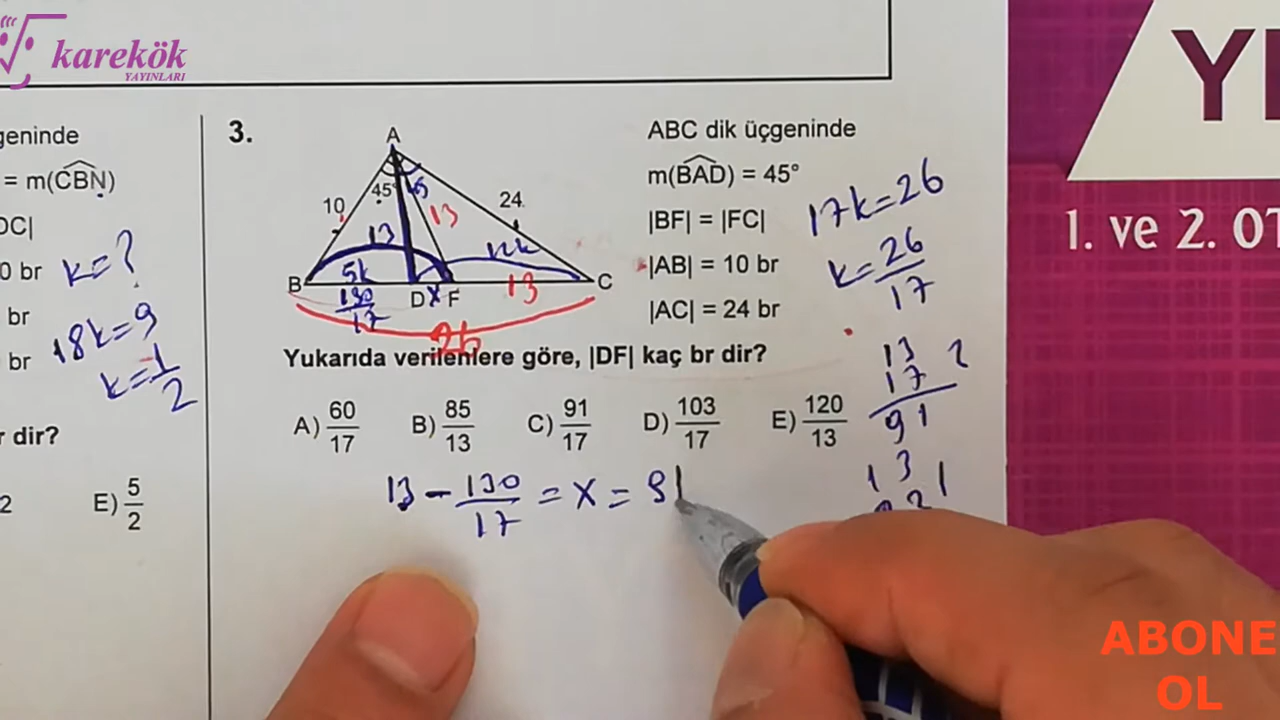 karekök
YAYINLARI
geninde
= m(CBN)
DC|
0 br
br
br
r dir?
2
E) 5/2
k=?
18k=9
k=1/2
3.
A
45°
45
10
24
13
13
5k
12k
B
D
x
F
C
130/17
13
26
ABC dik üçgeninde
m(BAD) = 45°
|BF| = |FC|
|AB| = 10 br
|AC| = 24 br
17k=26
k=26/17
Yukarıda verilenlere göre, |DF| kaç br dir?
A) 60/17 B) 85/13 C) 91/17 D) 103/17 E) 120/13
13 - 130/17 = x = 91
13 2
17
91
13
221
1. ve 2. OT
ABONE
OL